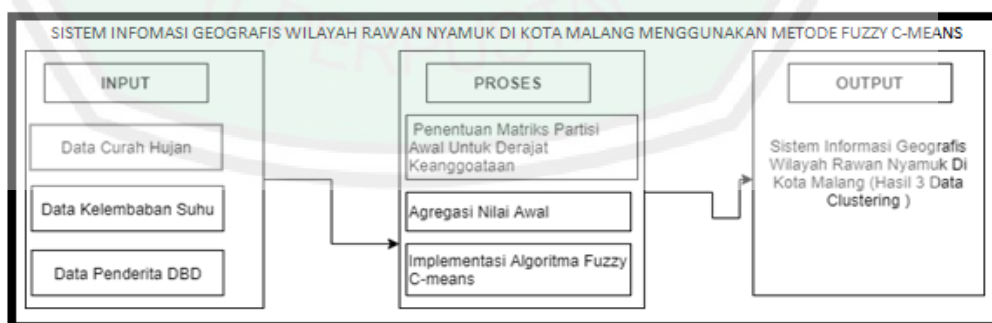 SISTEM INFOMASI GEOGRAFIS WILAYAH RAWAN NYAMUK DI KOTA MALANG MENGGUNAKAN METODE FUZZY C-MEANS
INPUT
Data Curah Hujan
Data Kelembaban Suhu
Data Penderita DBD
PROSES
Penentuan Matriks Partisi
Awal Untuk Derajat
Keanggoataan
Agregasi Nilai Awal
Implementasi Algoritma Fuzzy
C-means
OUTPUT
Sistem Informasi Geografis
Wilayah Rawan Nyamuk Di
Kota Malang (Hasil 3 Data
Clustering )